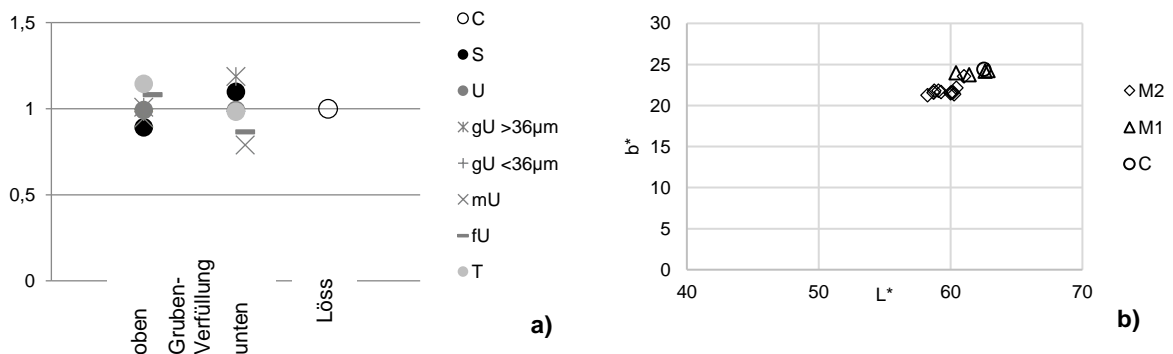 1,5
1
0,5
0
oben
Gruben-
Verfüllung
unten
Löss
C
S
U
gU >36µm
gU <36µm
mU
fU
T
a)
30
25
20
15
10
5
0
b*
40
50
60
70
L*
M2
M1
C
b)